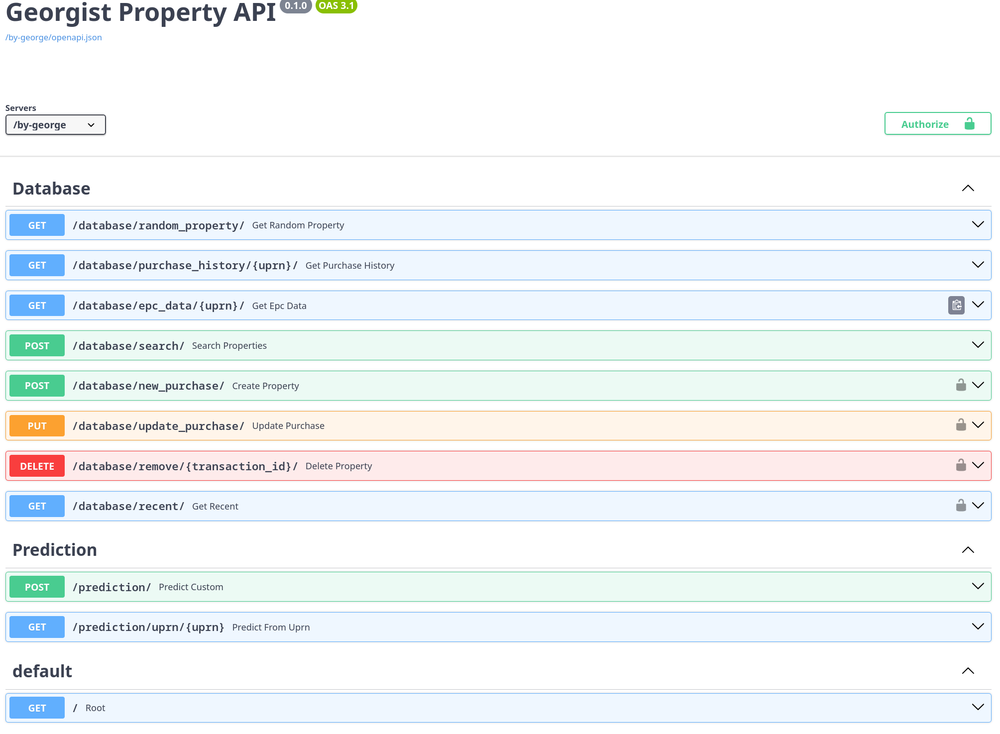 Georgist Property API 0.1.0 OAS 3.1
/by-george/openapi.json
Servers
/by-george
Authorize
Database
GET /database/random_property/ Get Random Property
GET /database/purchase_history/{uprn}/ Get Purchase History
GET /database/epc_data/{uprn}/ Get Epc Data
POST /database/search/ Search Properties
POST /database/new_purchase/ Create Property
PUT /database/update_purchase/ Update Purchase
DELETE /database/remove/{transaction_id}/ Delete Property
GET /database/recent/ Get Recent
Prediction
POST /prediction/ Predict Custom
GET /prediction/uprn/{uprn} Predict From Uprn
default
GET / Root